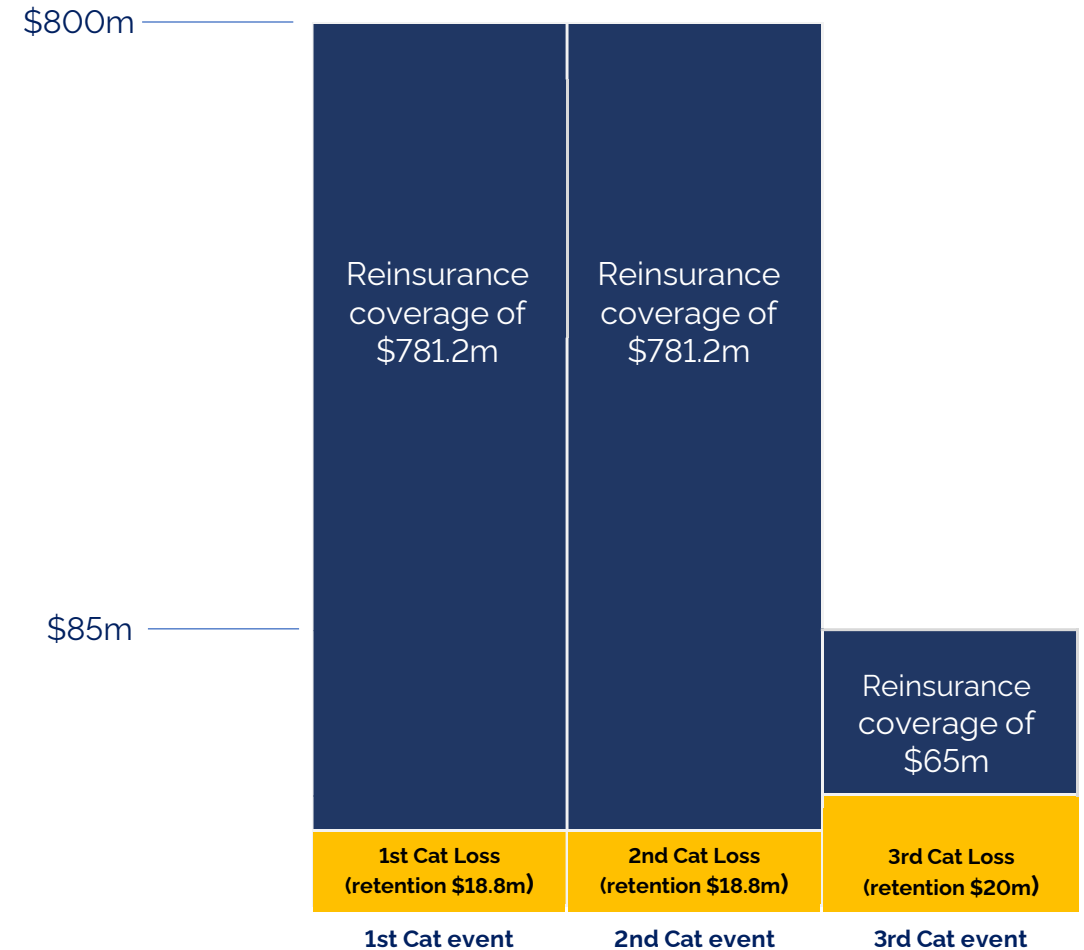 $800m
Reinsurance
coverage of
$781.2m
Reinsurance
coverage of
$781.2m
$85m
Reinsurance
coverage of
$65m
1st Cat Loss
(retention $18.8m)
2nd Cat Loss
(retention $18.8m)
3rd Cat Loss
(retention $20m)
1st Cat event
2nd Cat event
3rd Cat event